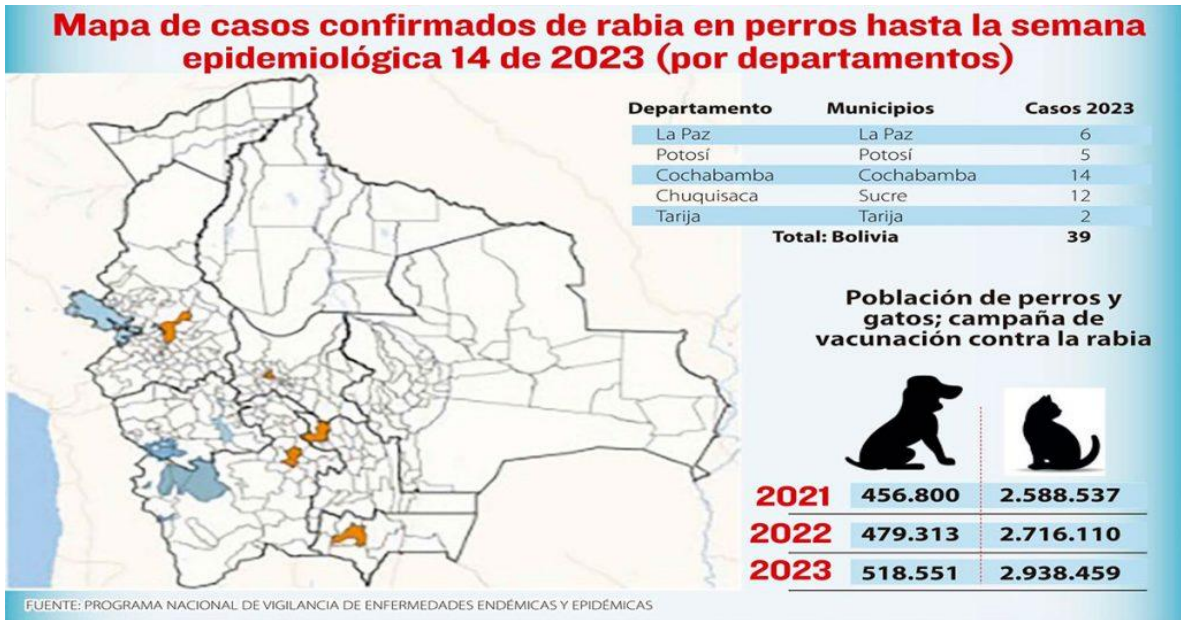 Mapa de casos confirmados de rabia en perros hasta la semana
epidemiológica 14 de 2023 (por departamentos)
Departamento Municipios Casos 2023
La Paz La Paz 6
Potosí Potosí 5
Cochabamba Cochabamba 14
Chuquisaca Sucre 12
Tarija Tarija 2
Total: Bolivia 39
Población de perros y
gatos; campaña de
vacunación contra la rabia
2021 456.800 2.588.537
2022 479.313 2.716.110
2023 518.551 2.938.459
FUENTE: PROGRAMA NACIONAL DE VIGILANCIA DE ENFERMEDADES ENDÉMICAS Y EPIDÉMICAS